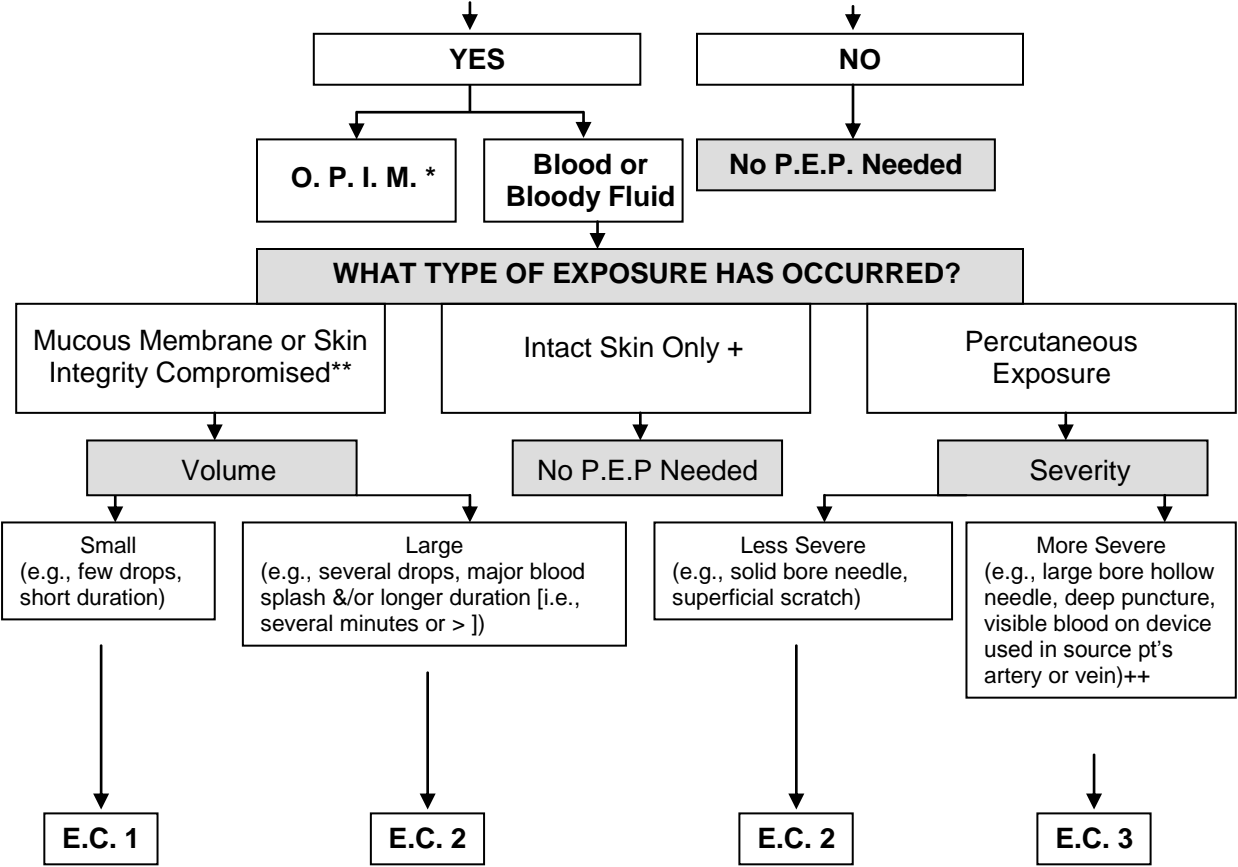 YES
NO
O. P. I. M. *
Blood or
Bloody Fluid
No P.E.P. Needed
WHAT TYPE OF EXPOSURE HAS OCCURRED?
Mucous Membrane or Skin
Integrity Compromised**
Intact Skin Only +
Percutaneous
Exposure
Volume
No P.E.P Needed
Severity
Small
(e.g., few drops,
short duration)
Large
(e.g., several drops, major blood
splash &/or longer duration [i.e.,
several minutes or > ])
Less Severe
(e.g., solid bore needle,
superficial scratch)
More Severe
(e.g., large bore hollow
needle, deep puncture,
visible blood on device
used in source pt's
artery or vein)++
E.C. 1
E.C. 2
E.C. 2
E.C. 3